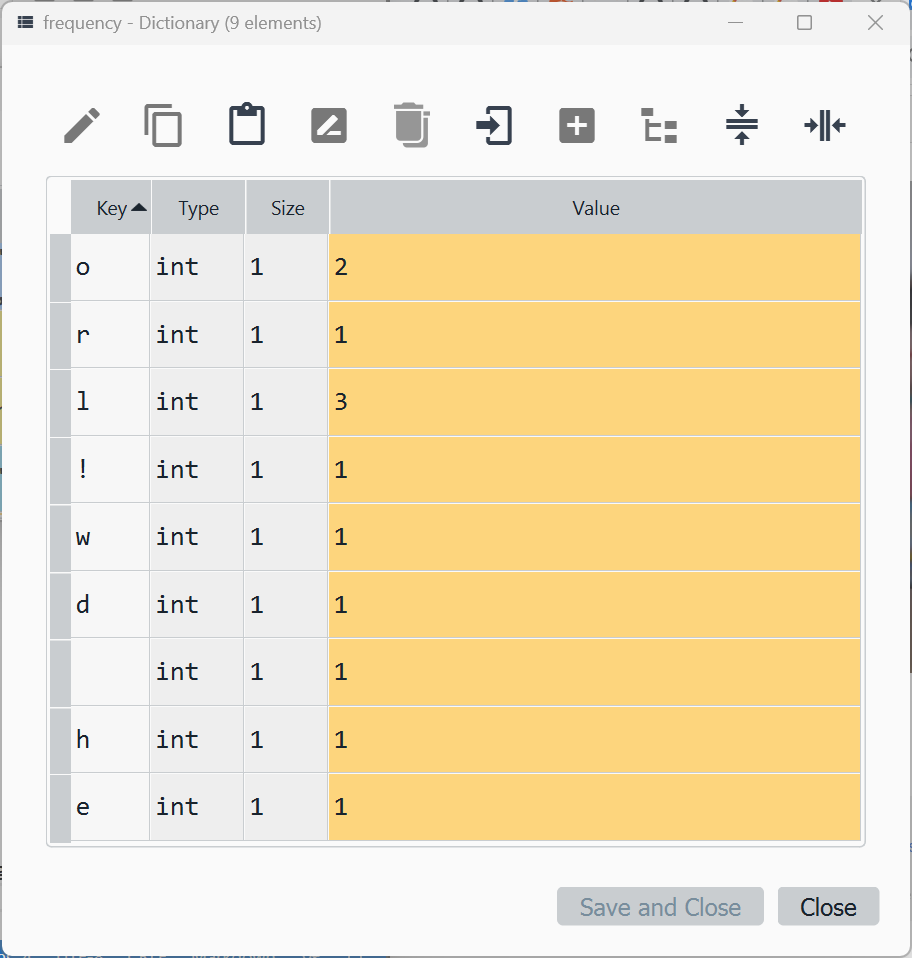 frequency - Dictionary (9 elements)
Key Type Size Value
o int 1 2
r int 1 1
l int 1 3
! int 1 1
w int 1 1
d int 1 1
int 1 1
h int 1 1
e int 1 1
Save and Close Close